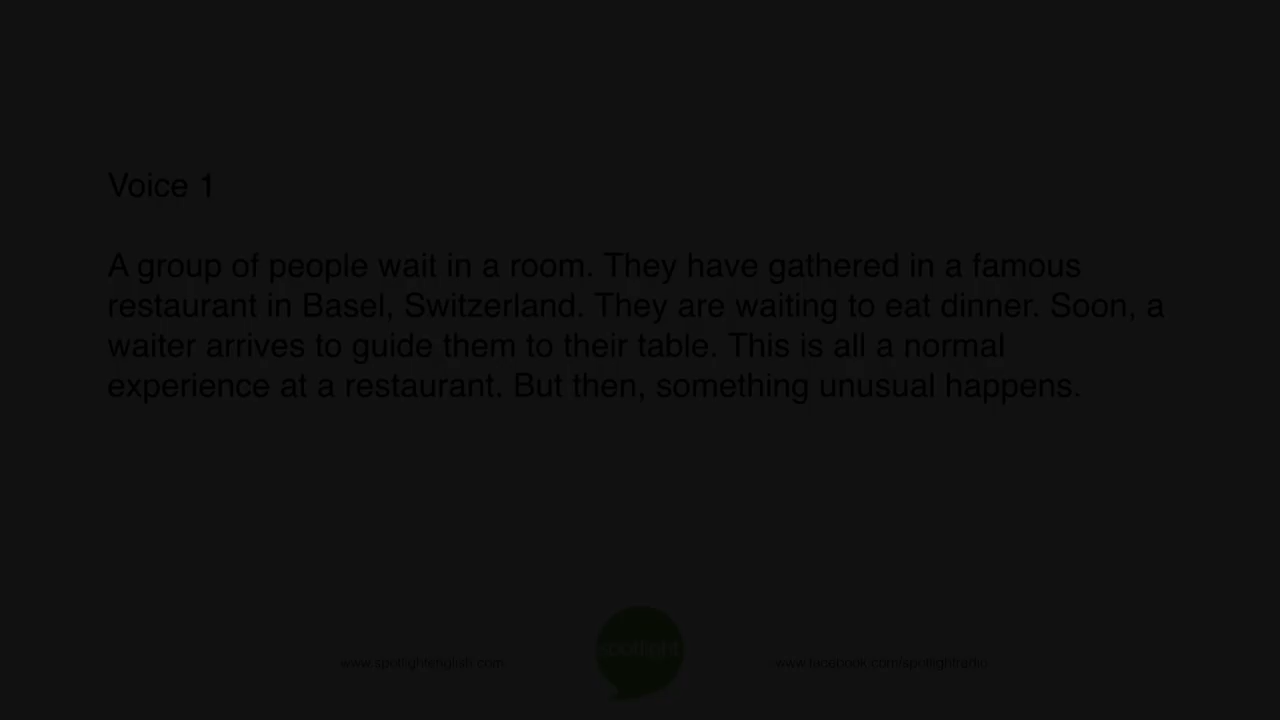 Voice 1
A group of people wait in a room. They have gathered in a famous
restaurant in Basel, Switzerland. They are waiting to eat dinner. Soon, a
waiter arrives to guide them to their table. This is all a normal
experience at a restaurant. But then, something unusual happens.
spotlight
www.spotlightenglish.com
www.facebook.com/spotlightradio